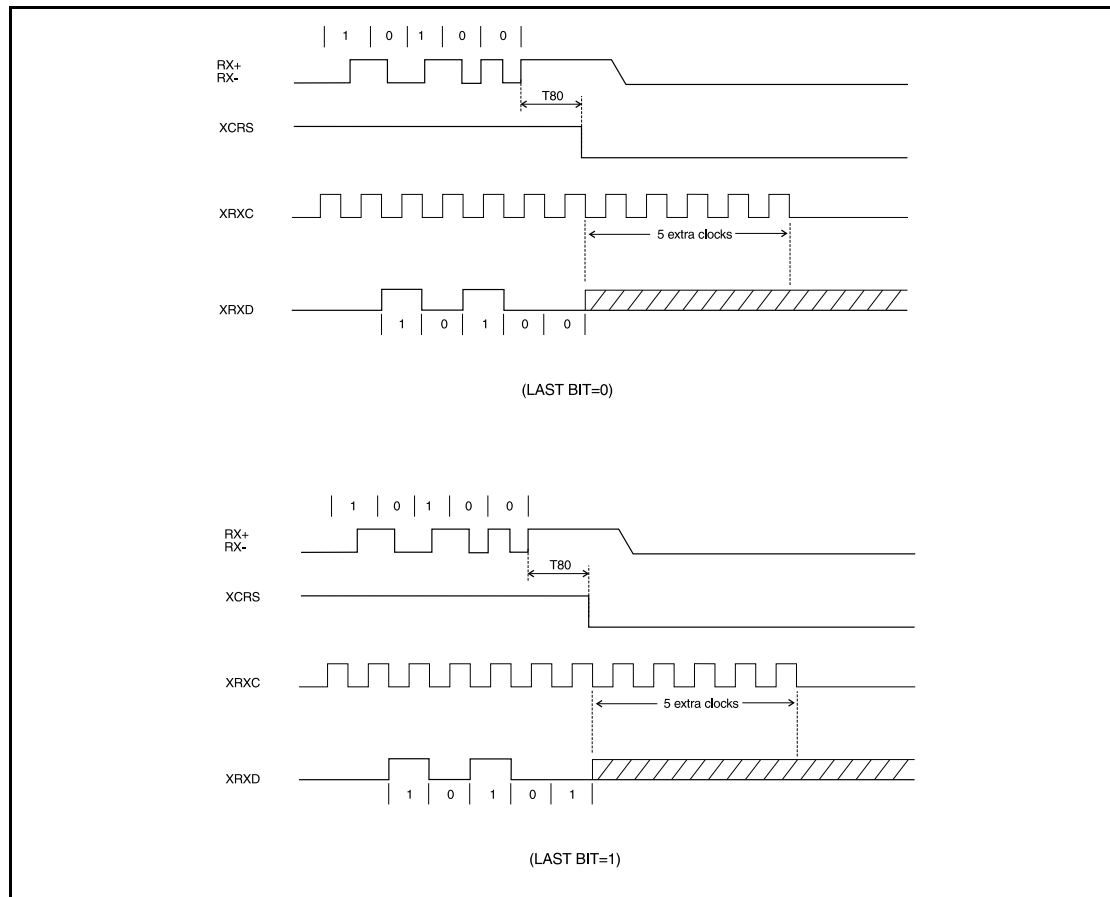 1 0 1 0 0
RX+
RX-
T80
XCRS
XRXC
5 extra clocks
XRXD
1 0 1 0 0
(LAST BIT=0)
1 0 1 0 0
RX+
RX-
T80
XCRS
XRXC
5 extra clocks
XRXD
1 0 1 0 1
(LAST BIT=1)